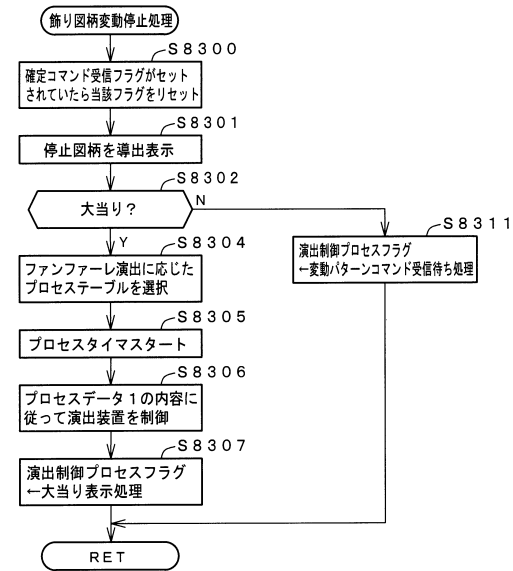 飾り図柄変動停止処理
S8300
確定コマンド受信フラグがセット
されていたら当該フラグをリセット
S8301
停止図柄を導出表示
S8302
大当り？
N
Y
S8304
ファンファーレ演出に応じた
プロセステーブルを選択
S8305
プロセスタイマスタート
S8306
プロセスデータ１の内容に
従って演出装置を制御
S8307
演出制御プロセスフラグ
←大当り表示処理
S8311
演出制御プロセスフラグ
←変動パターンコマンド受信待ち処理
RET